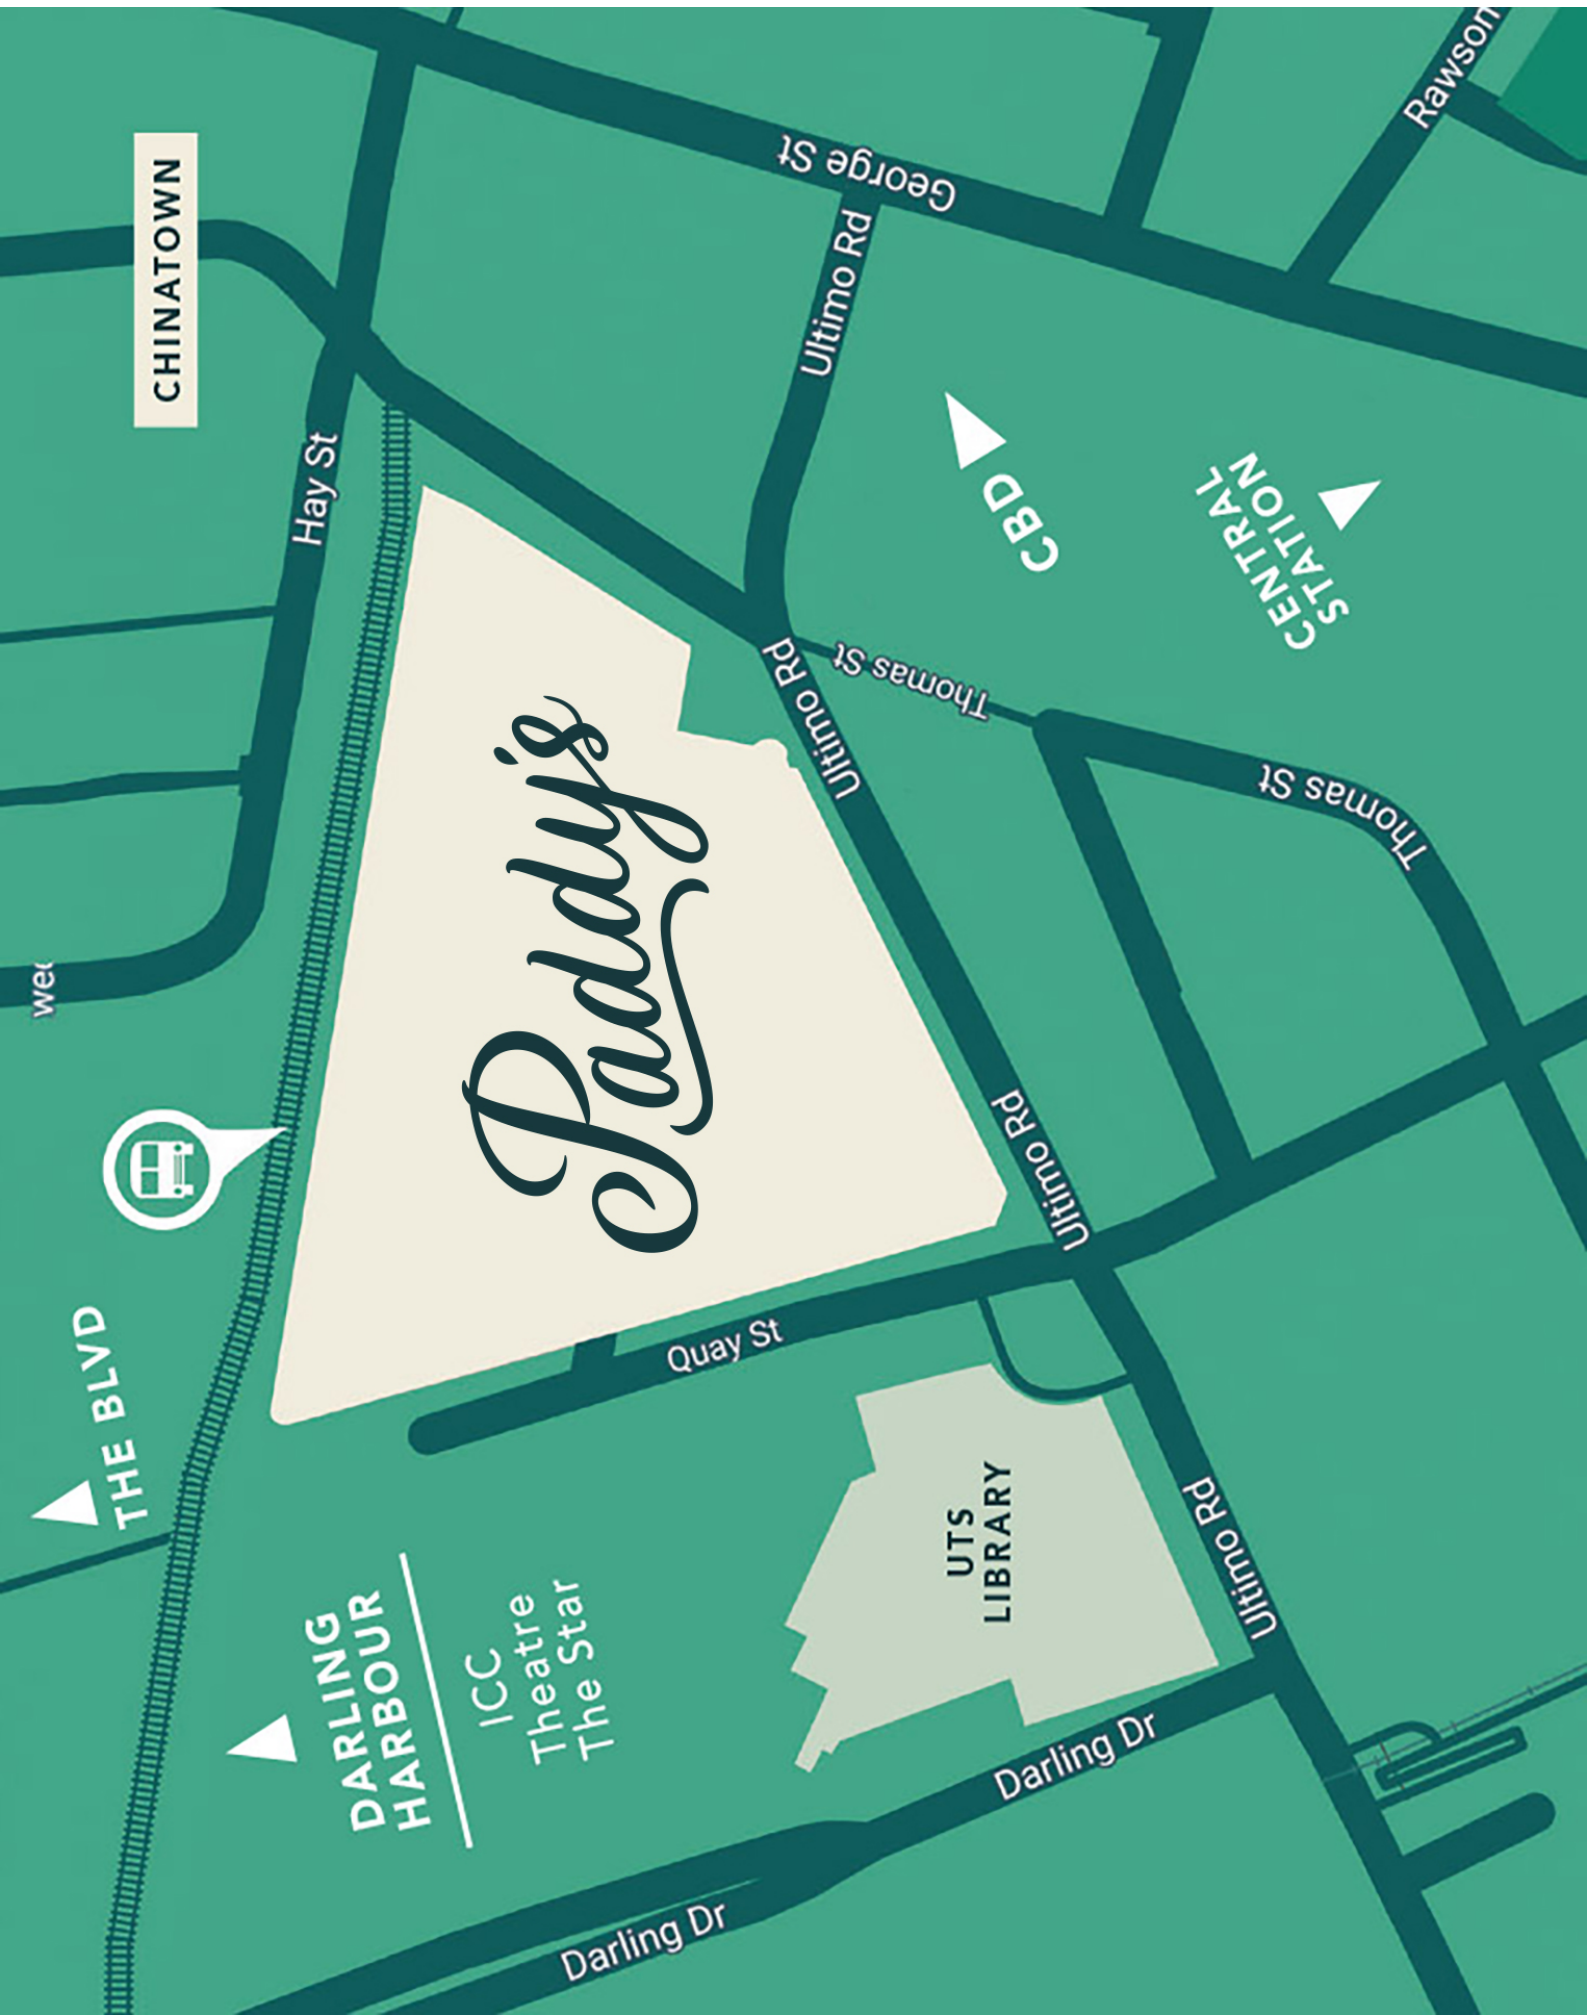 Rawson
George St
CHINATOWN
Ultimo Rd
Hay St
CBD
CENTRAL
STATION
Thomas St
Ultimo Rd
Thomas St
Paddy's
wed
Ultimo Rd
THE BLVD
Quay St
UTS
LIBRARY
Ultimo Rd
DARLING
HARBOUR
ICC
Theatre
The Star
Darling Dr
Darling Dr